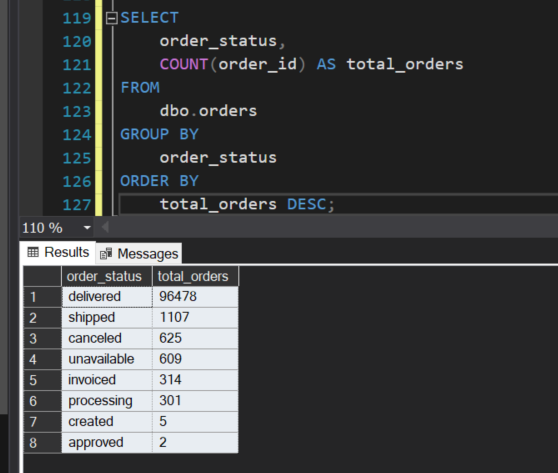 119 SELECT
120 order_status,
121 COUNT(order_id) AS total_orders
122 FROM
123 dbo.orders
124 GROUP BY
125 order_status
126 ORDER BY
127 total_orders DESC;
110 %
Results Messages
order_status total_orders
1 delivered 96478
2 shipped 1107
3 canceled 625
4 unavailable 609
5 invoiced 314
6 processing 301
7 created 5
8 approved 2